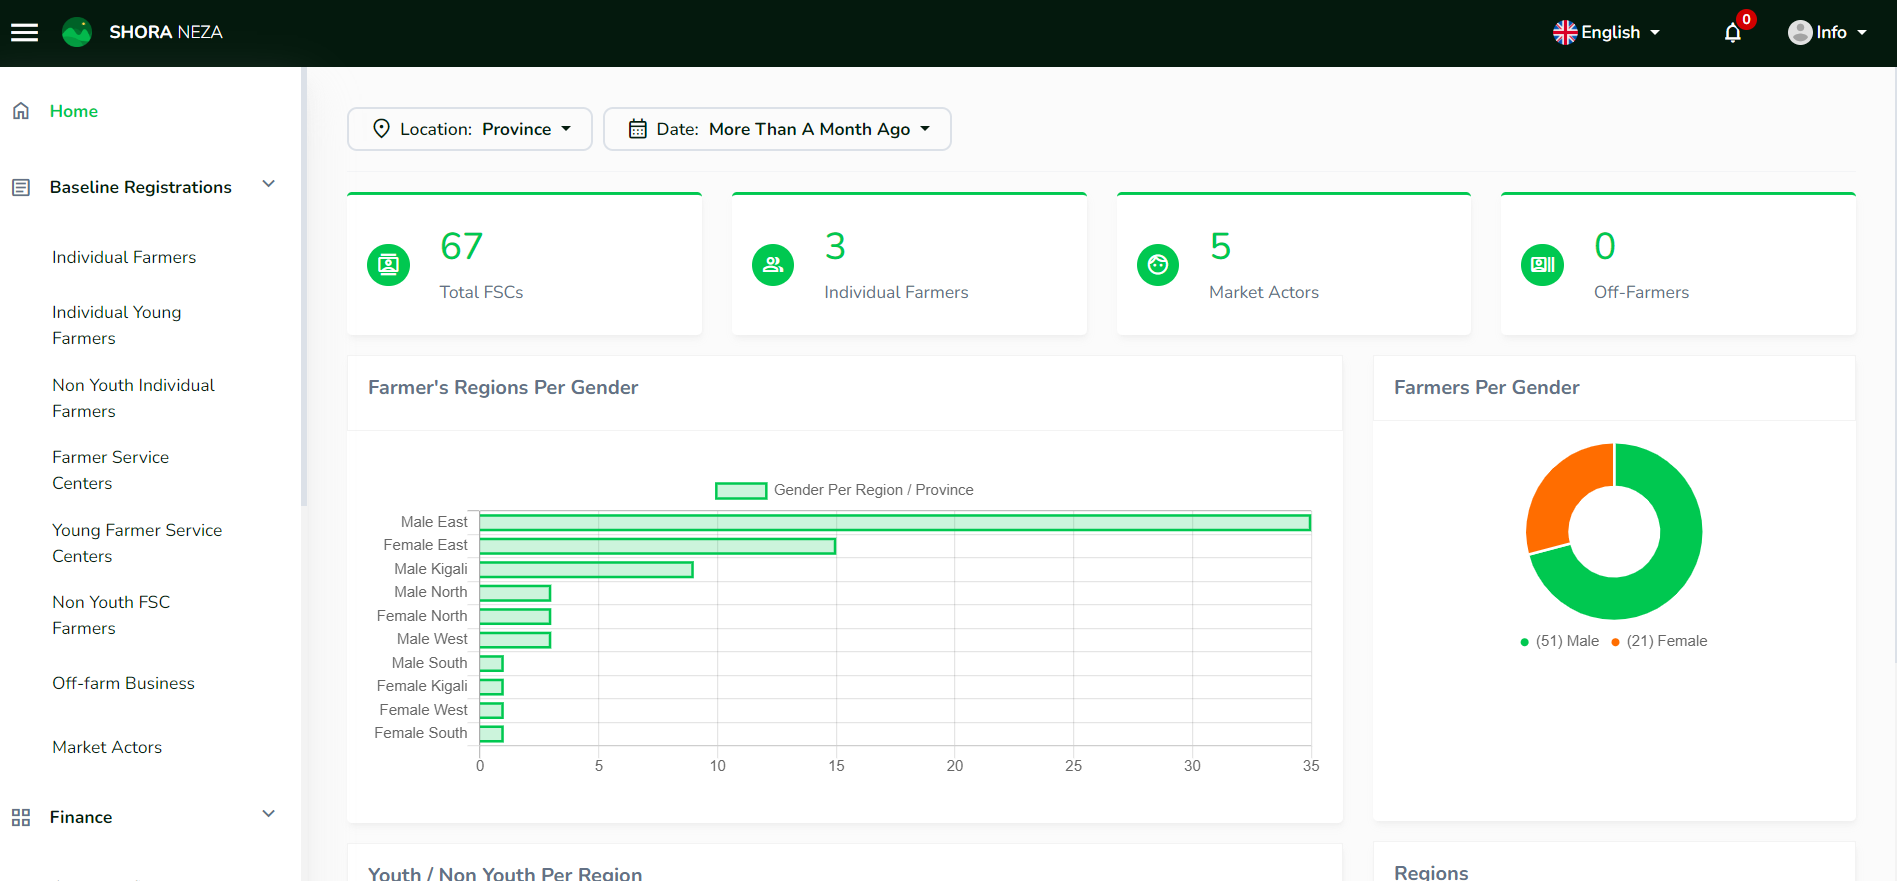 SHORA NEZA
English
0
Info
Home
Baseline Registrations
Individual Farmers
Individual Young
Farmers
Non Youth Individual
Farmers
Farmer Service
Centers
Young Farmer Service
Centers
Non Youth FSC
Farmers
Off-farm Business
Market Actors
Finance
Location: Province
Date: More Than A Month Ago
67
Total FSCs
3
Individual Farmers
5
Market Actors
0
Off-Farmers
Farmer's Regions Per Gender
Gender Per Region / Province
Male East
Female East
Male Kigali
Male North
Female North
Male West
Male South
Female Kigali
Female West
Female South
0 5 10 15 20 25 30 35
Farmers Per Gender
(51) Male (21) Female
Youth / Non Youth Per Region
Regions